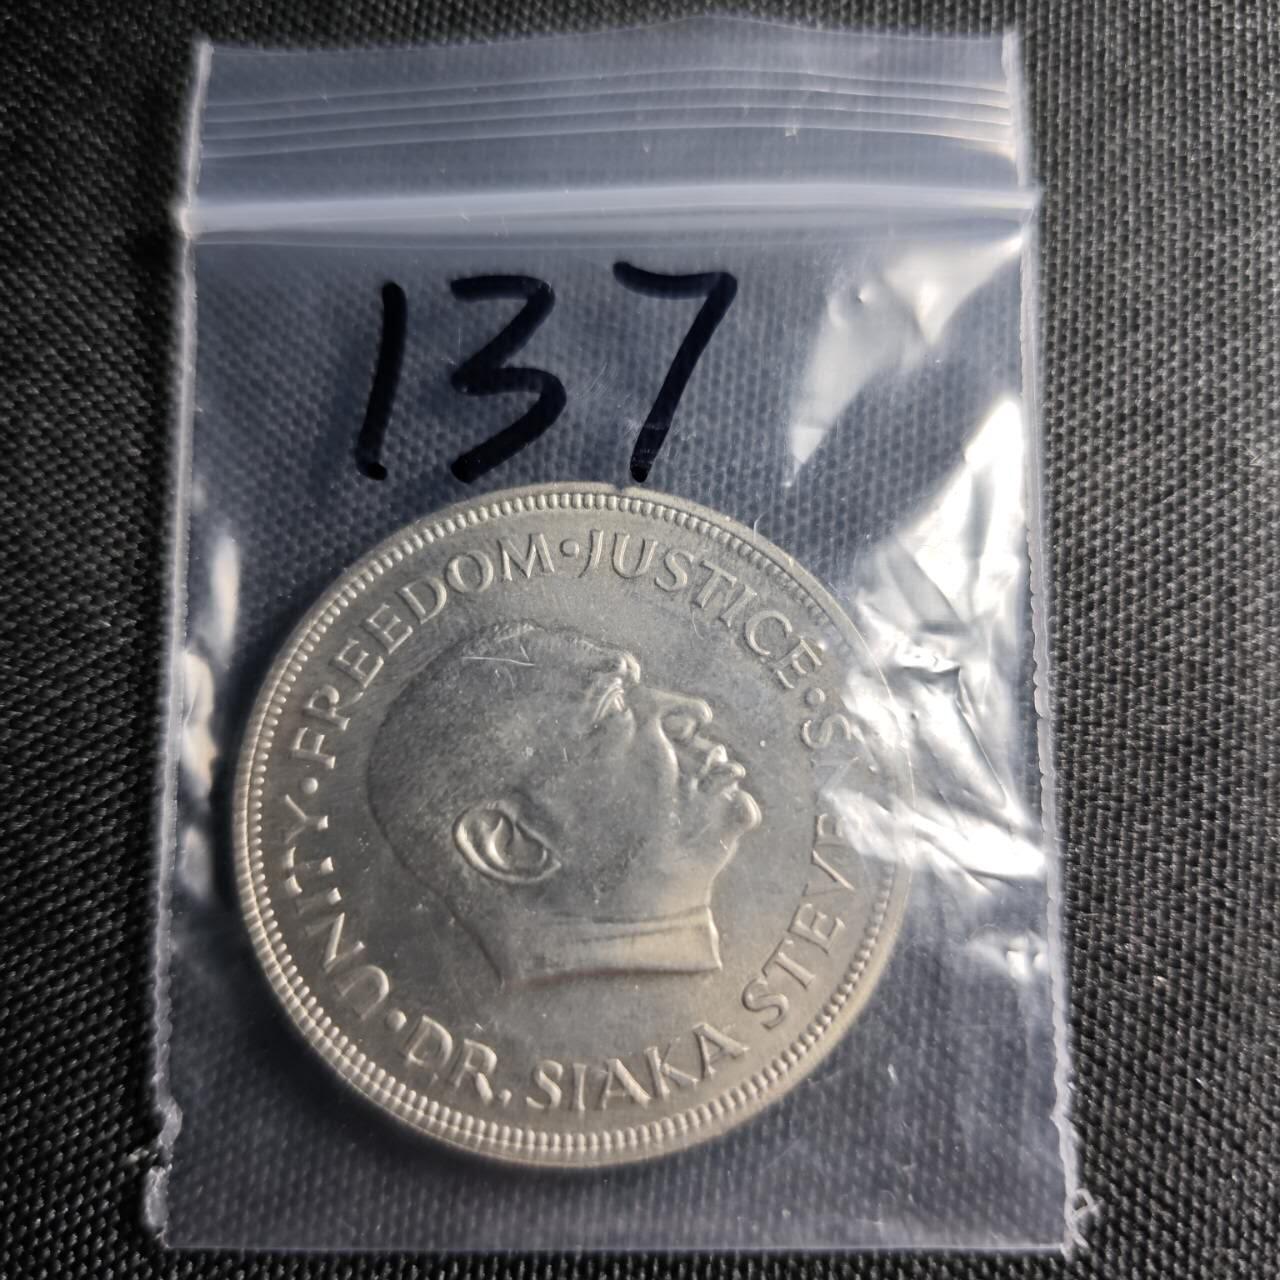 137
UNITY · FREEDOM · JUSTICE ·
DR. SIAKA STEVENS